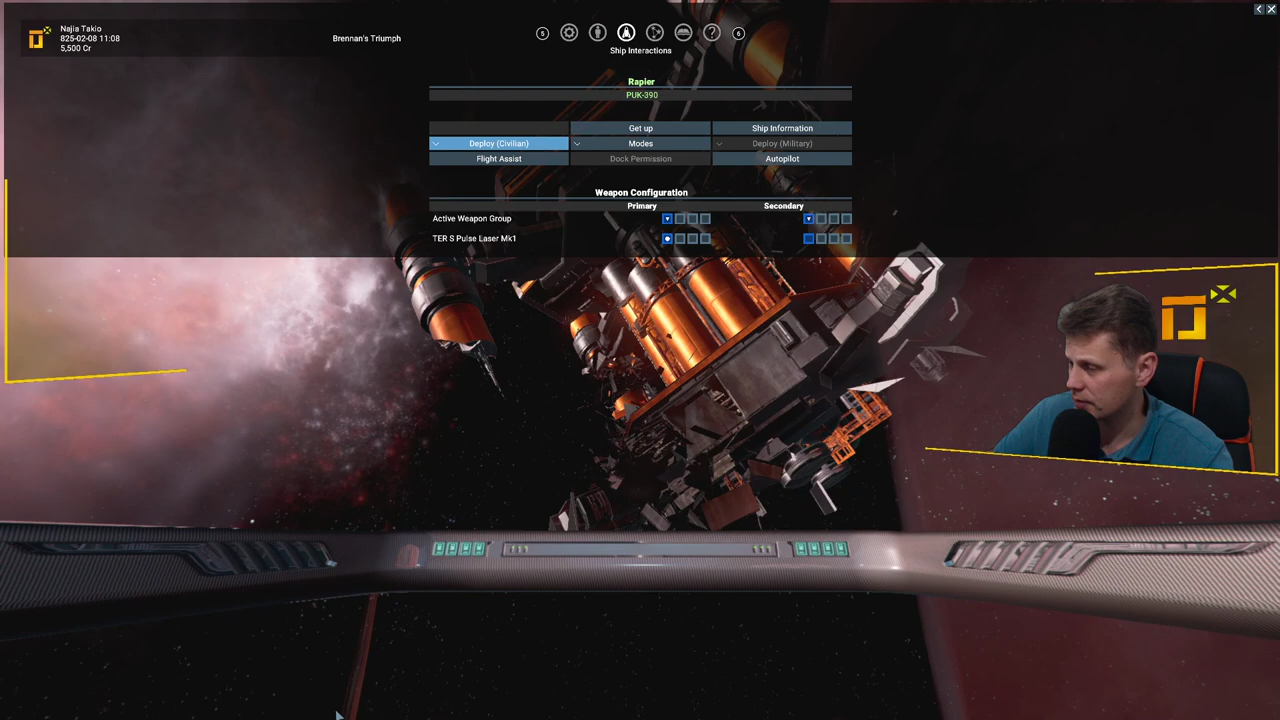 Najia Takio
825-02-08 11:08
5,500 Cr
Brennan's Triumph
5
?
6
Ship Interactions
Rapier
PUK-390
Get up
Ship Information
Deploy (Civilian)
Modes
Deploy (Military)
Flight Assist
Dock Permission
Autopilot
Weapon Configuration
Primary
Secondary
Active Weapon Group
TER S Pulse Laser Mk1